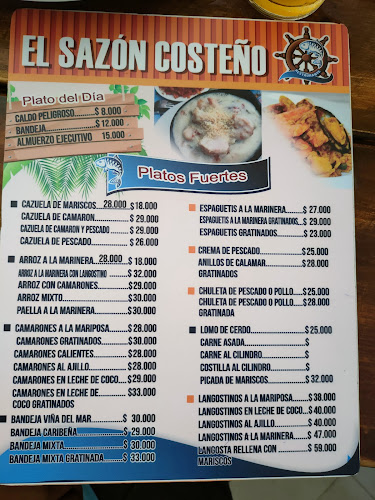 EL SAZÓN COSTEÑO
Plato del Día
CALDO PELIGROSO.......$ 8.000
BANDEJA...................$ 12.000
ALMUERZO EJECUTIVO 15.000
Platos Fuertes
CAZUELA DE MARISCOS 28.000 $18.000
CAZUELA DE CAMARON.........$ 29.000
CAZUELA DE CAMARON Y PESCADO......$ 29.000
CAZUELA DE PESCADO..........$ 26.000
ARROZ A LA MARINERA 28.000 $ 18.000
ARROZ A LA MARINERA CON LANGOSTINO......$32.000
ARROZ CON CAMARONES.......$29.000
ARROZ MIXTO...................$30.000
PAELLA A LA MARINERA........$30.000
CAMARONES A LA MARIPOSA......$28.000
CAMARONES GRATINADOS.......$30.000
CAMARONES CALIENTES..........$28.000
CAMARONES AL AJILLO..........$28.000
CAMARONES EN LECHE DE COCO....$29.000
CAMARONES EN LECHE DE..........$33.000
COCO GRATINADOS
BANDEJA VIÑA DEL MAR..........$ 30.000
BANDEJA CARIBEÑA.............$ 29.000
BANDEJA MIXTA................$ 30.000
BANDEJA MIXTA GRATINADA......$ 33.000
ESPAGUETIS A LA MARINERA.......$ 27.000
ESPAGUETIS A LA MARINERA GRATINADOS....$ 29.000
ESPAGUETIS GRATINADOS.........$ 23.000
CREMA DE PESCADO.............$25.000
ANILLOS DE CALAMAR...........$28.000
GRATINADOS
CHULETA DE PESCADO O POLLO.....$25.000
CHULETA DE PESCADO O POLLO.....$28.000
GRATINADA
LOMO DE CERDO................$25.000
CARNE ASADA..................$
CARNE AL CILINDRO............$
COSTILLA AL CILINDRO.........$
PICADA DE MARISCOS...........$ 32.000
LANGOSTINOS A LA MARIPOSA......$38.000
LANGOSTINOS EN LECHE DE COCO...$ 40.000
LANGOSTINOS AL AJILLO..........$ 40.000
LANGOSTINOS A LA MARINERA......$ 47.000
LANGOSTA RELLENA CON...........$ 59.000
MARISCOS